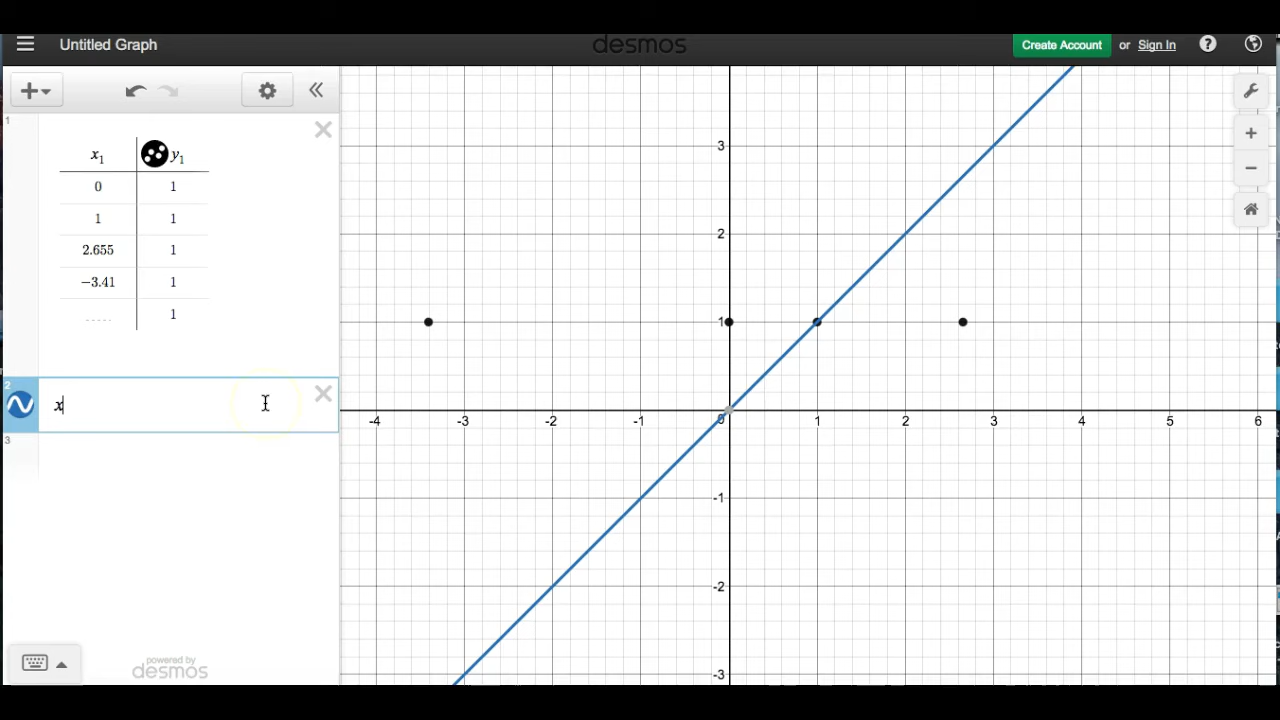 Untitled Graph
desmos
Create Account or Sign In ?
1
x₁ y₁
0 1
1 1
2.655 1
−3.41 1
..... 1
2
x
3
powered by
desmos
3
2
1
-4 -3 -2 -1 0 1 2 3 4 5 6
-1
-2
-3